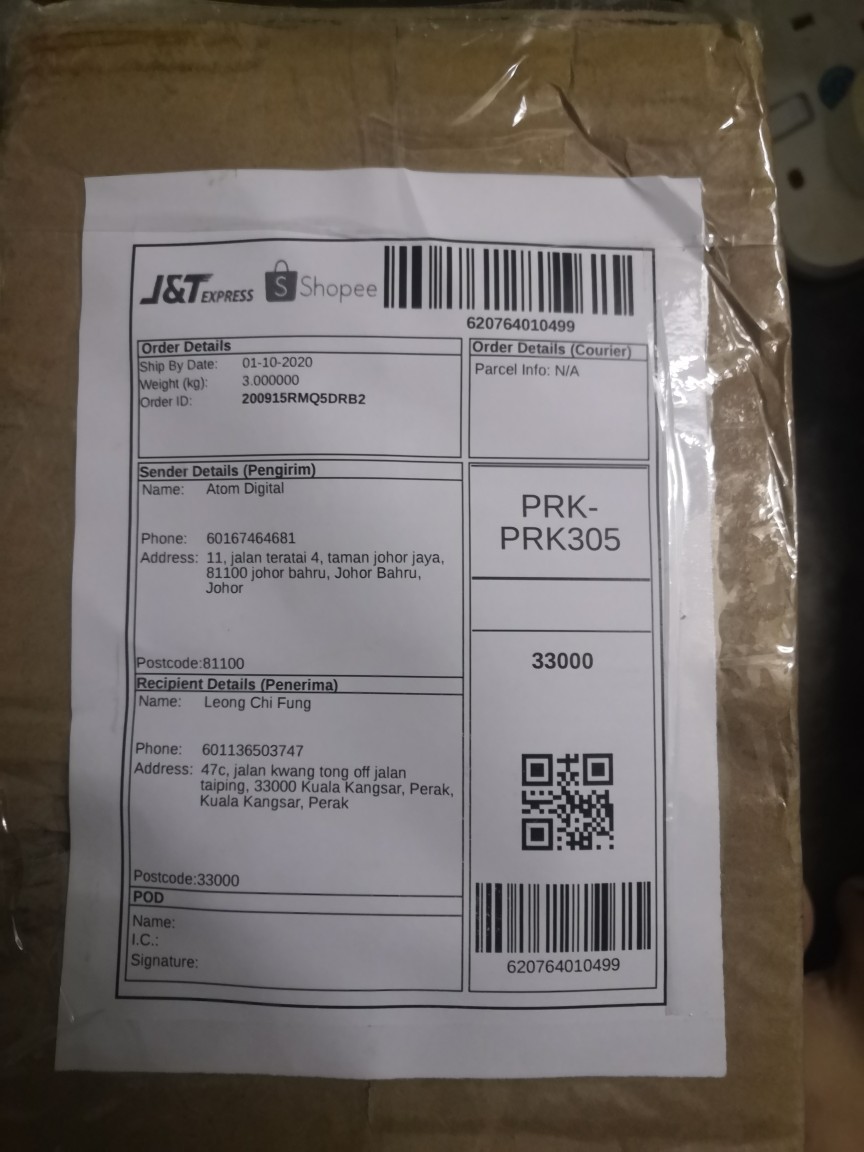 J&T EXPRESS S Shopee
620764010499
Order Details
Ship By Date: 01-10-2020
Weight (kg): 3.000000
Order ID: 200915RMQ5DRB2
Order Details (Courier)
Parcel Info: N/A
Sender Details (Pengirim)
Name: Atom Digital
Phone: 60167464681
Address: 11, jalan teratai 4, taman johor jaya,
81100 johor bahru, Johor Bahru,
Johor
Postcode:81100
PRK-
PRK305
33000
Recipient Details (Penerima)
Name: Leong Chi Fung
Phone: 601136503747
Address: 47c, jalan kwang tong off jalan
taiping, 33000 Kuala Kangsar, Perak,
Kuala Kangsar, Perak
Postcode:33000
POD
Name:
I.C.:
Signature:
620764010499